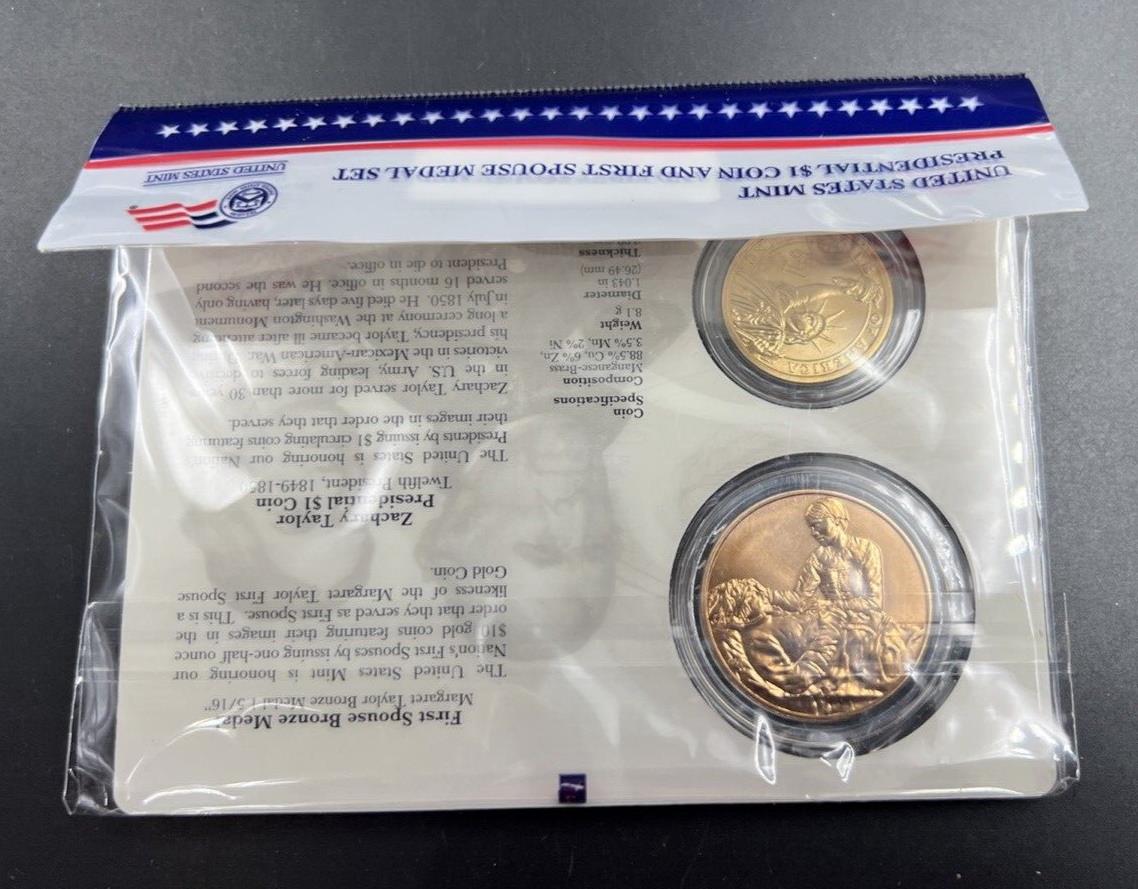 First Spouse Bronze Medal
Margaret Taylor Bronze Medal 1 5/16"
The United States Mint is honoring our
Nation's First Spouses by issuing one-half ounce
$10 gold coins featuring their images in the
order that they served as First Spouse. This is a
likeness of the Margaret Taylor First Spouse
Gold Coin.
Zachary Taylor
Presidential $1 Coin
Twelfth President, 1849-1850
The United States is honoring our Nation's
Presidents by issuing $1 circulating coins featuring
their images in the order that they served.
Zachary Taylor served for more than 30 years
in the U.S. Army, leading forces to
victories in the Mexican-American War.
his presidency, Taylor became ill after attending
a long ceremony at the Washington Monument
in July 1850. He died five days later, having only
served 16 months in office. He was the second
President to die in office.
Coin
Specifications
Composition
Manganese-Brass
88.5% Cu, 6% Zn,
3.5% Mn, 2% Ni
Weight
8.1 g
Diameter
1.043 in
(26.49 mm)
Thickness
OF AMERICA
UNITED STATES MINT
PRESIDENTIAL $1 COIN AND FIRST SPOUSE MEDAL SET
UNITED STATES MINT